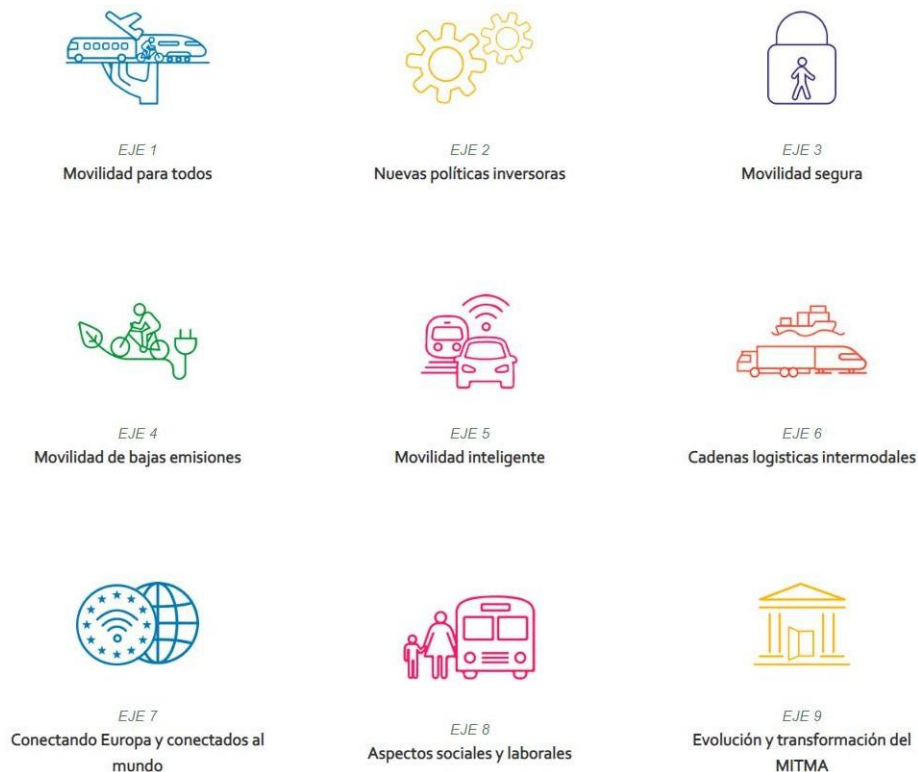 EJE 1
Movilidad para todos
EJE 2
Nuevas políticas inversoras
EJE 3
Movilidad segura
EJE 4
Movilidad de bajas emisiones
EJE 5
Movilidad inteligente
EJE 6
Cadenas logisticas intermodales
EJE 7
Conectando Europa y conectados al
mundo
EJE 8
Aspectos sociales y laborales
EJE 9
Evolución y transformación del
MITMA